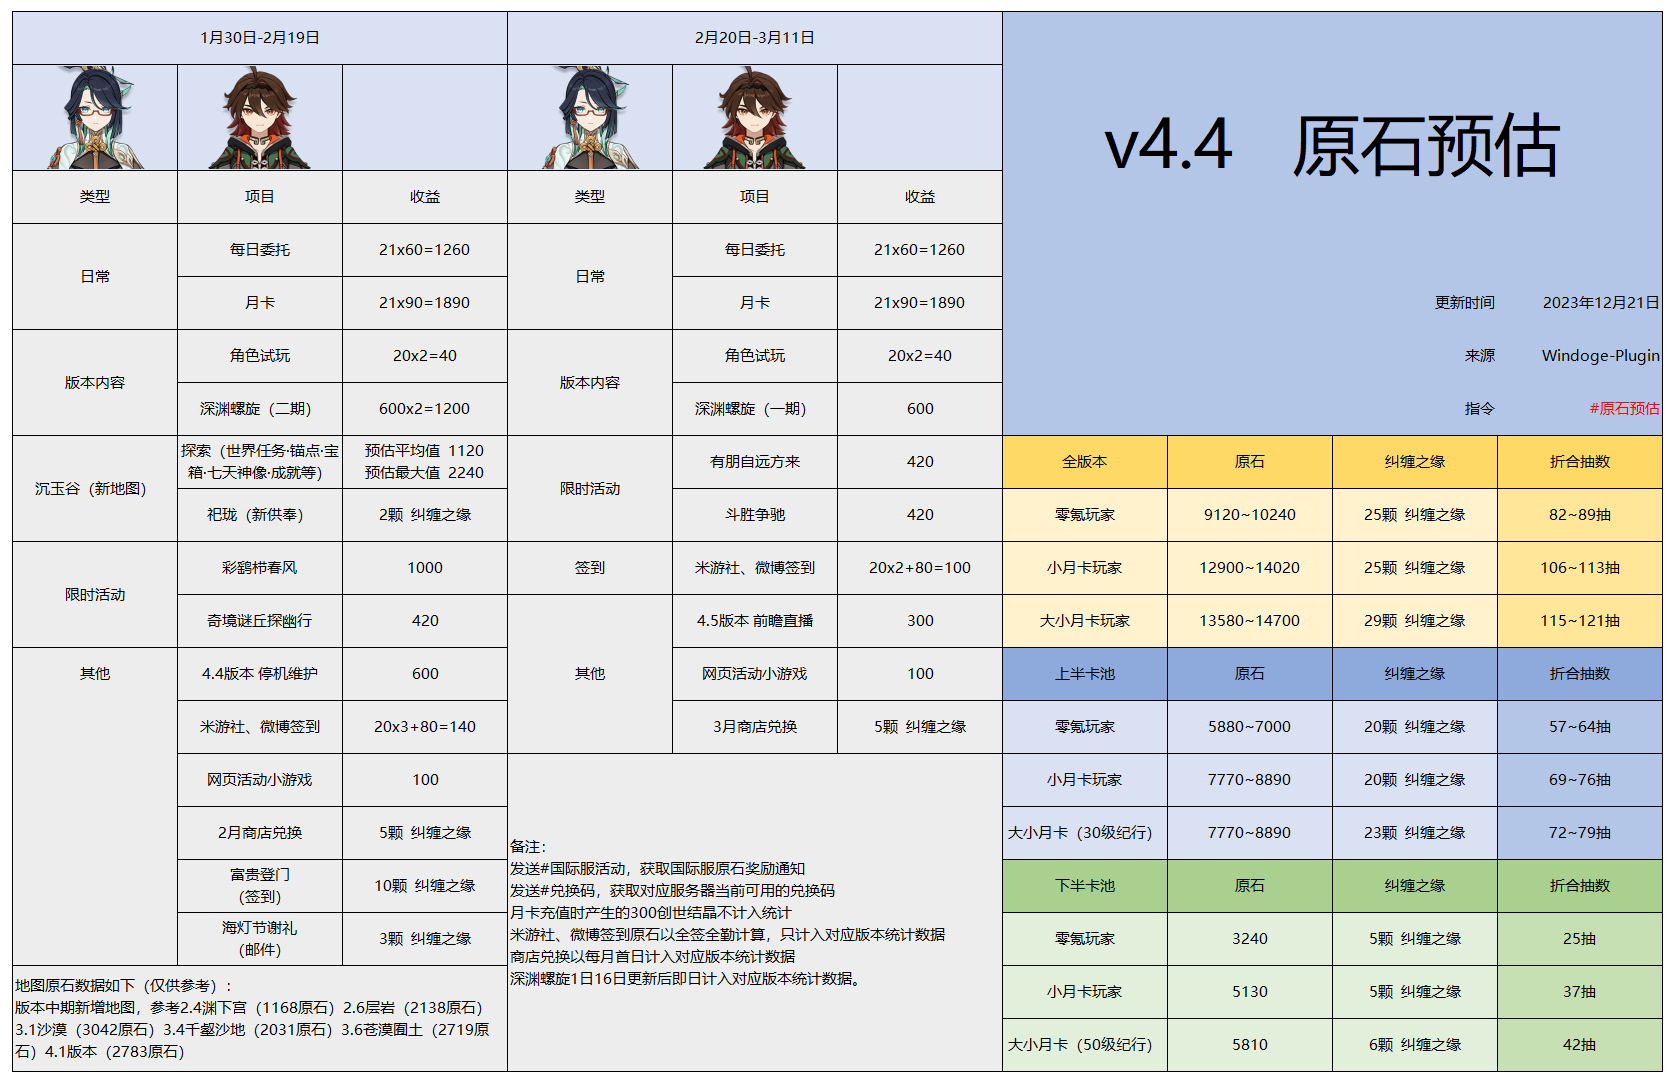 1月30日-2月19日
类型 项目 收益
日常
每日委托 21x60=1260
月卡 21x90=1890
版本内容
角色试玩 20x2=40
深渊螺旋（二期） 600x2=1200
沉玉谷（新地图）
探索（世界任务·锚点·宝
箱·七天神像·成就等）
预估平均值 1120
预估最大值 2240
祀珑（新供奉） 2颗 纠缠之缘
限时活动
彩鹞栉春风 1000
奇境谜丘探幽行 420
其他
4.4版本 停机维护 600
米游社、微博签到 20x3+80=140
网页活动小游戏 100
2月商店兑换 5颗 纠缠之缘
富贵登门
（签到）
10颗 纠缠之缘
海灯节谢礼
（邮件）
3颗 纠缠之缘
地图原石数据如下（仅供参考）：
版本中期新增地图，参考2.4渊下宫（1168原石）2.6层岩（2138原石）
3.1沙漠（3042原石）3.4千壑沙地（2031原石）3.6苍漠囿土（2719原
石）4.1版本（2783原石）
2月20日-3月11日
类型 项目 收益
日常
每日委托 21x60=1260
月卡 21x90=1890
版本内容
角色试玩 20x2=40
深渊螺旋（一期） 600
限时活动
有朋自远方来 420
斗胜争驰 420
签到 米游社、微博签到 20x2+80=100
其他
4.5版本 前瞻直播 300
网页活动小游戏 100
3月商店兑换 5颗 纠缠之缘
备注：
发送#国际服活动，获取国际服原石奖励通知
发送#兑换码，获取对应服务器当前可用的兑换码
月卡充值时产生的300创世结晶不计入统计
米游社、微博签到原石以全签全勤计算，只计入对应版本统计数据
商店兑换以每月首日计入对应版本统计数据
深渊螺旋1日16日更新后即日计入对应版本统计数据。
v4.4 原石预估
更新时间 2023年12月21日
来源 Windoge-Plugin
指令 #原石预估
全版本 原石 纠缠之缘 折合抽数
零氪玩家 9120~10240 25颗 纠缠之缘 82~89抽
小月卡玩家 12900~14020 25颗 纠缠之缘 106~113抽
大小月卡玩家 13580~14700 29颗 纠缠之缘 115~121抽
上半卡池 原石 纠缠之缘 折合抽数
零氪玩家 5880~7000 20颗 纠缠之缘 57~64抽
小月卡玩家 7770~8890 20颗 纠缠之缘 69~76抽
大小月卡（30级纪行） 7770~8890 23颗 纠缠之缘 72~79抽
下半卡池 原石 纠缠之缘 折合抽数
零氪玩家 3240 5颗 纠缠之缘 25抽
小月卡玩家 5130 5颗 纠缠之缘 37抽
大小月卡（50级纪行） 5810 6颗 纠缠之缘 42抽